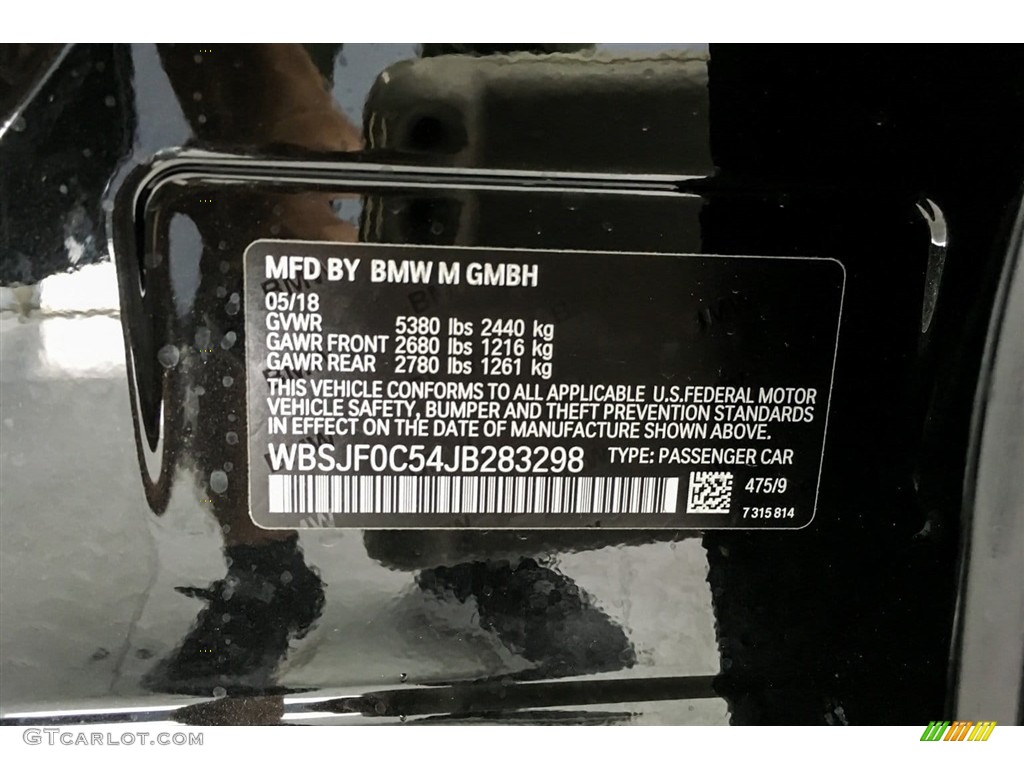 MFD BY BMW M GMBH
05/18
GVWR 5380 lbs 2440 kg
GAWR FRONT 2680 lbs 1216 kg
GAWR REAR 2780 lbs 1261 kg
THIS VEHICLE CONFORMS TO ALL APPLICABLE U.S.FEDERAL MOTOR
VEHICLE SAFETY, BUMPER AND THEFT PREVENTION STANDARDS
IN EFFECT ON THE DATE OF MANUFACTURE SHOWN ABOVE.
WBSJF0C54JB283298 TYPE: PASSENGER CAR
475/9
7 315 814
GTCARLOT.COM